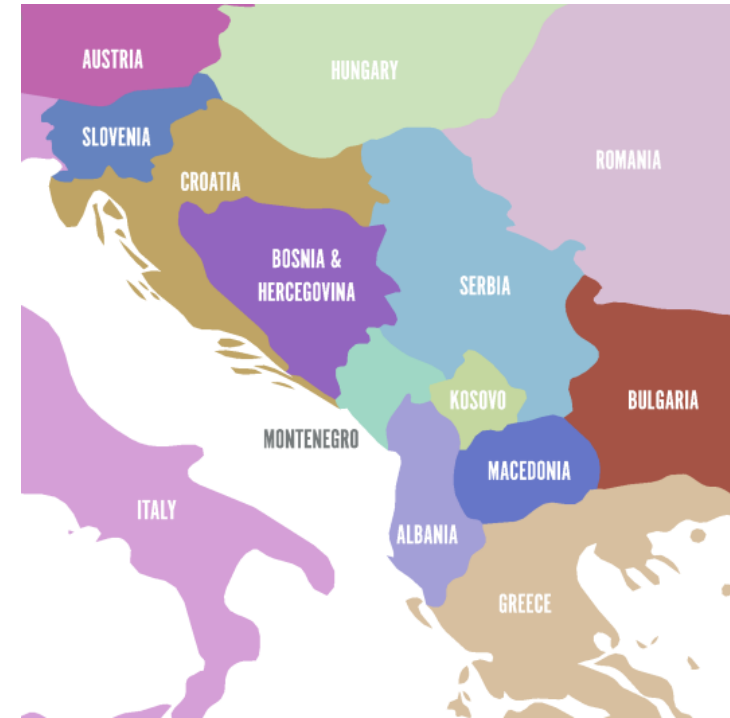 AUSTRIA
HUNGARY
SLOVENIA
ROMANIA
CROATIA
BOSNIA &
HERCEGOVINA
SERBIA
KOSOVO
BULGARIA
MONTENEGRO
MACEDONIA
ITALY
ALBANIA
GREECE